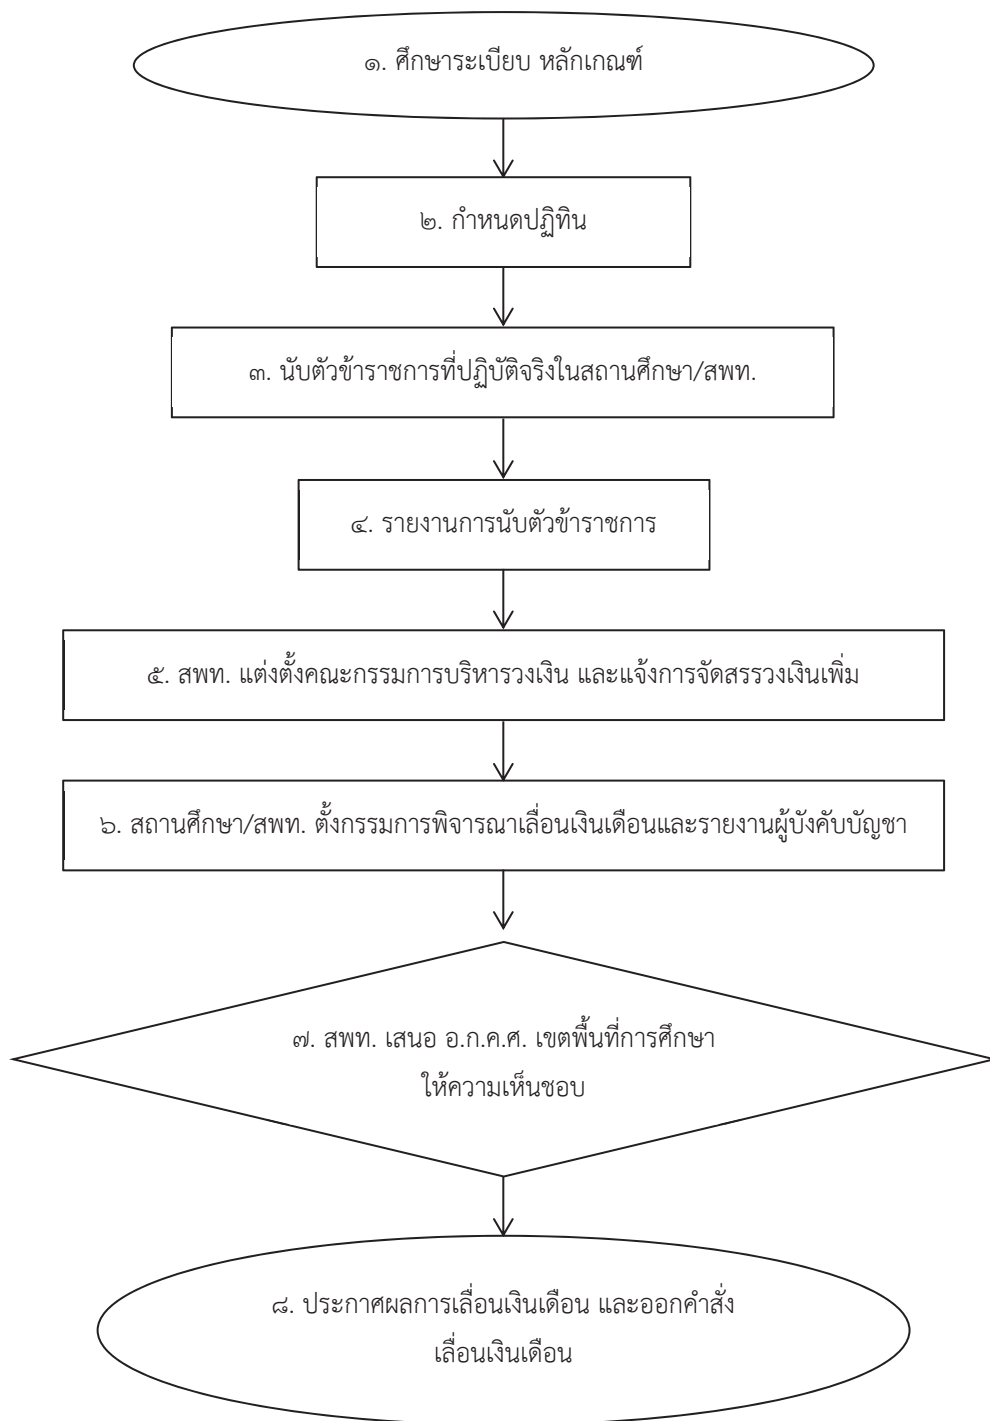 ๑. ศึกษาระเบียบ หลักเกณฑ์
๒. กำหนดปฏิทิน
๓. นับตัวข้าราชการที่ปฏิบัติจริงในสถานศึกษา/สพท.
๔. รายงานการนับตัวข้าราชการ
๕. สพท. แต่งตั้งคณะกรรมการบริหารวงเงิน และแจ้งการจัดสรรวงเงินเพิ่ม
๖. สถานศึกษา/สพท. ตั้งกรรมการพิจารณาเลื่อนเงินเดือนและรายงานผู้บังคับบัญชา
๗. สพท. เสนอ อ.ก.ค.ศ. เขตพื้นที่การศึกษา
ให้ความเห็นชอบ
๘. ประกาศผลการเลื่อนเงินเดือน และออกคำสั่ง
เลื่อนเงินเดือน